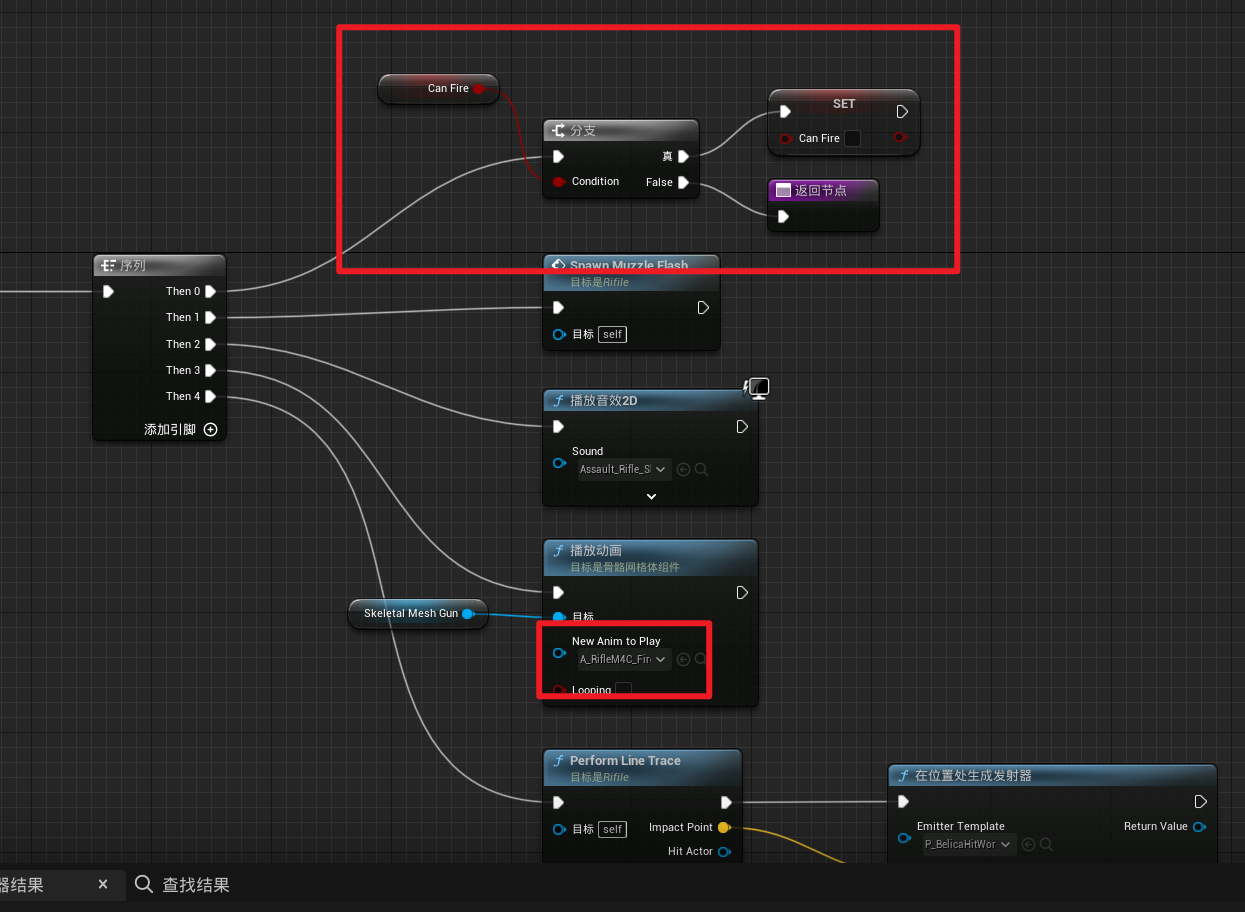 Can Fire
分支
真
Condition
False
SET
Can Fire
返回节点
序列
Then 0
Then 1
Then 2
Then 3
Then 4
添加引脚
Spawn Muzzle Flash
目标是Rifile
目标
self
播放音效2D
Sound
Assault_Rifle_S
播放动画
目标是骨骼网格体组件
Skeletal Mesh Gun
目标
New Anim to Play
A_RifleM4C_Fir
Looping
Perform Line Trace
目标是Rifile
目标
self
Impact Point
Hit Actor
在位置处生成发射器
Emitter Template
P_BelicaHitWor
Return Value
器结果
查找结果